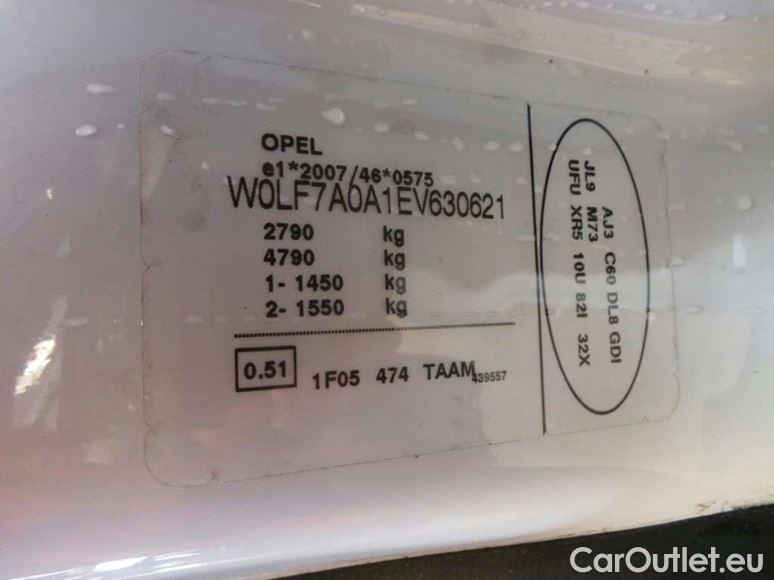 OPEL
e1*2007/46*0575
W0LF7A0A1EV630621
2790 kg
4790 kg
1- 1450 kg
2- 1550 kg
0.51 1F05 474 TAAM 439557
AJ3 C60 DL8 GDI
JL9 M73
UFU XR5 10U 82I 32X
CarOutlet.eu